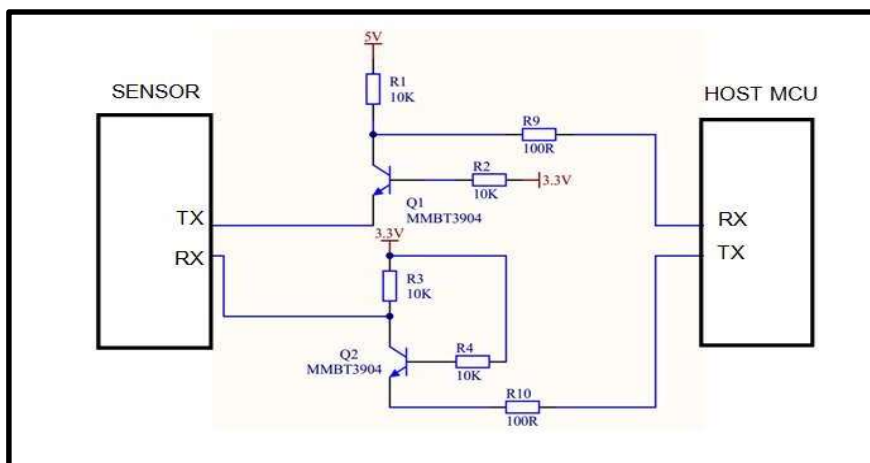 5V
R1
10K
SENSOR
HOST MCU
R9
100R
R2
10K
3.3V
Q1
MMBT3904
TX
RX
RX
TX
3.3V
R3
10K
Q2
MMBT3904
R4
10K
R10
100R